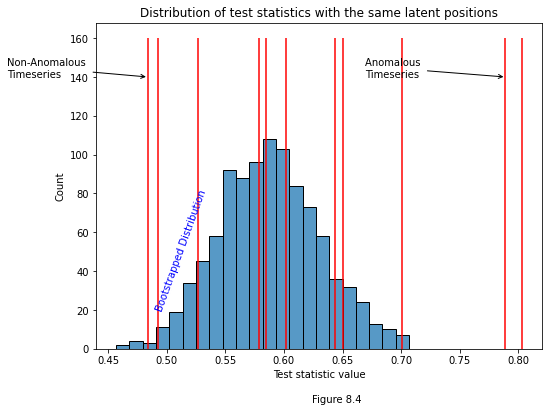 Distribution of test statistics with the same latent positions
160
140
120
100
80
60
40
20
0
Count
Non-Anomalous
Timeseries
Anomalous
Timeseries
Bootstrapped Distribution
0.45 0.50 0.55 0.60 0.65 0.70 0.75 0.80
Test statistic value
Figure 8.4